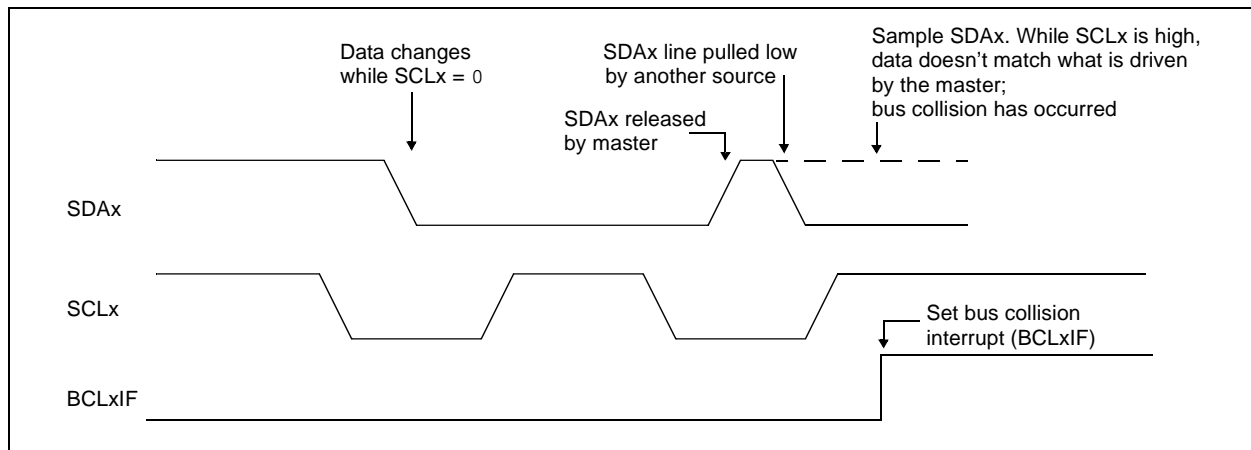 Data changes
while SCLx = 0
SDAx line pulled low
by another source
Sample SDAx. While SCLx is high,
data doesn't match what is driven
by the master;
bus collision has occurred
SDAx released
by master
SDAx
SCLx
Set bus collision
interrupt (BCLxIF)
BCLxIF